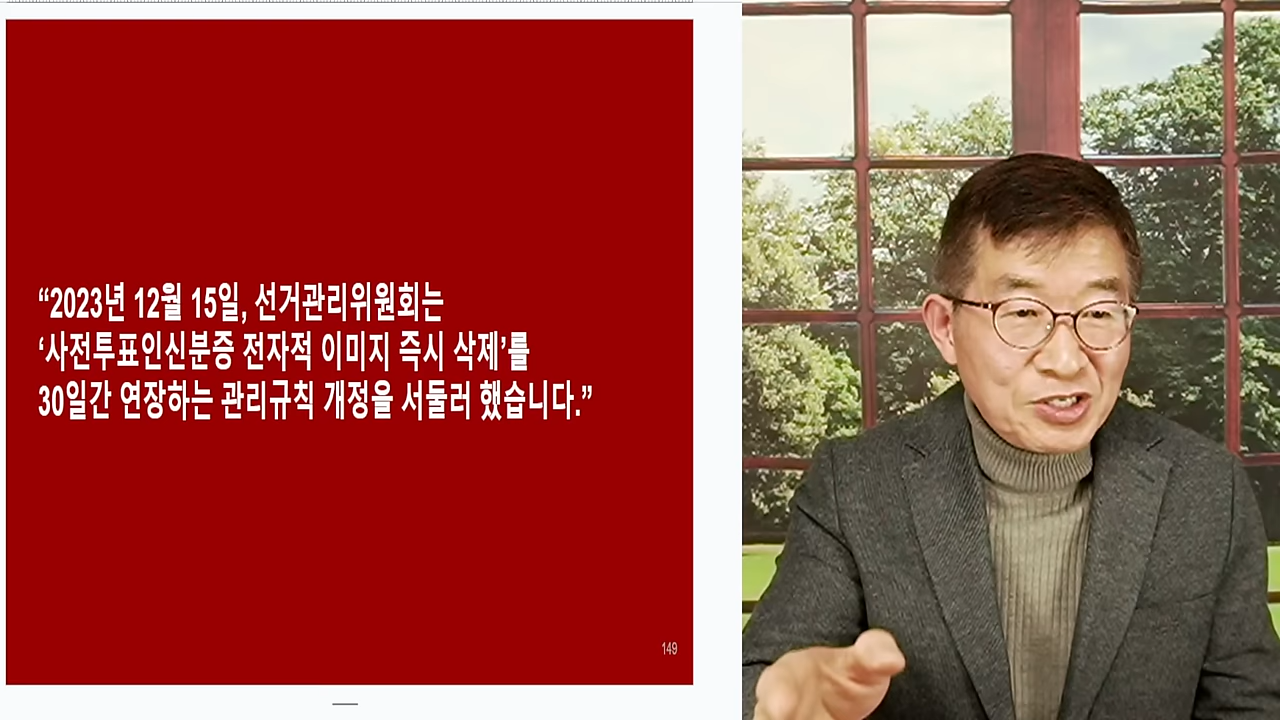 “2023년 12월 15일, 선거관리위원회는
‘사전투표인신분증 전자적 이미지 즉시 삭제’를
30일간 연장하는 관리규칙 개정을 서둘러 했습니다.”
149